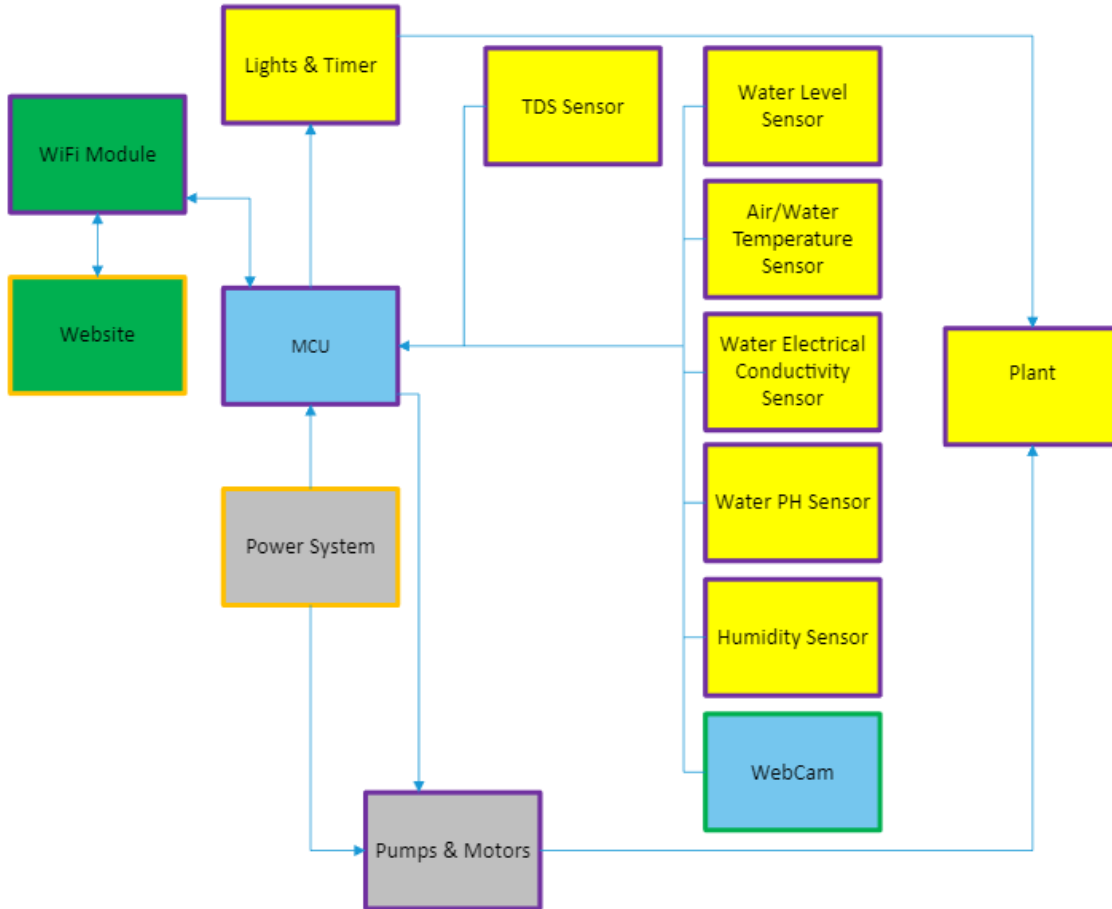 Lights & Timer
TDS Sensor
Water Level
Sensor
WiFi Module
Air/Water
Temperature
Sensor
Website
MCU
Water Electrical
Conductivity
Sensor
Plant
Power System
Water PH Sensor
Humidity Sensor
WebCam
Pumps & Motors